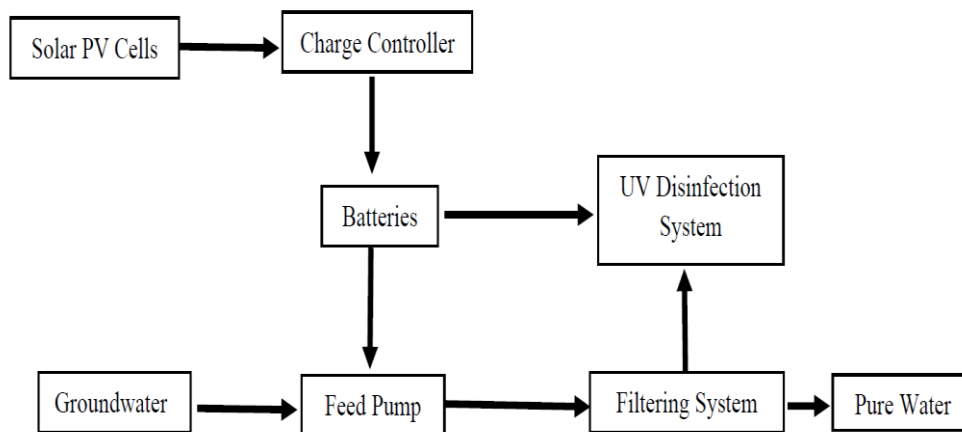 Solar PV Cells
Charge Controller
Batteries
UV Disinfection
System
Groundwater
Feed Pump
Filtering System
Pure Water